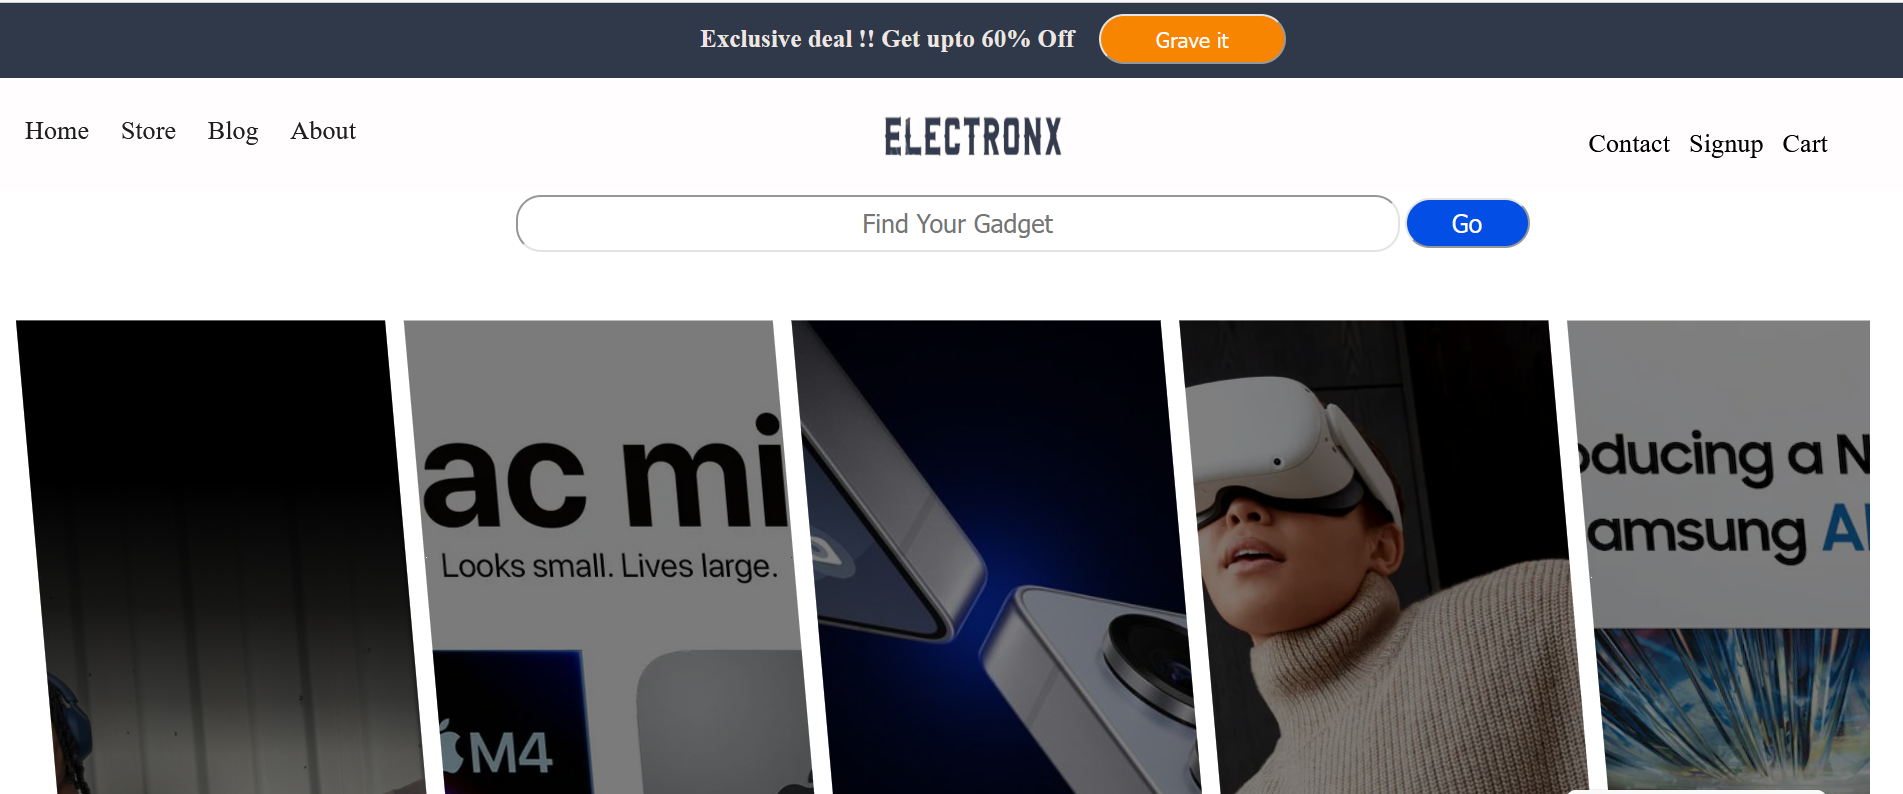 Exclusive deal !! Get upto 60% Off
Grave it
Home Store Blog About
ELECTRONX
Contact Signup Cart
Find Your Gadget
Go
ac mi
Looks small. Lives large.
M4
oducing a N
amsung AI